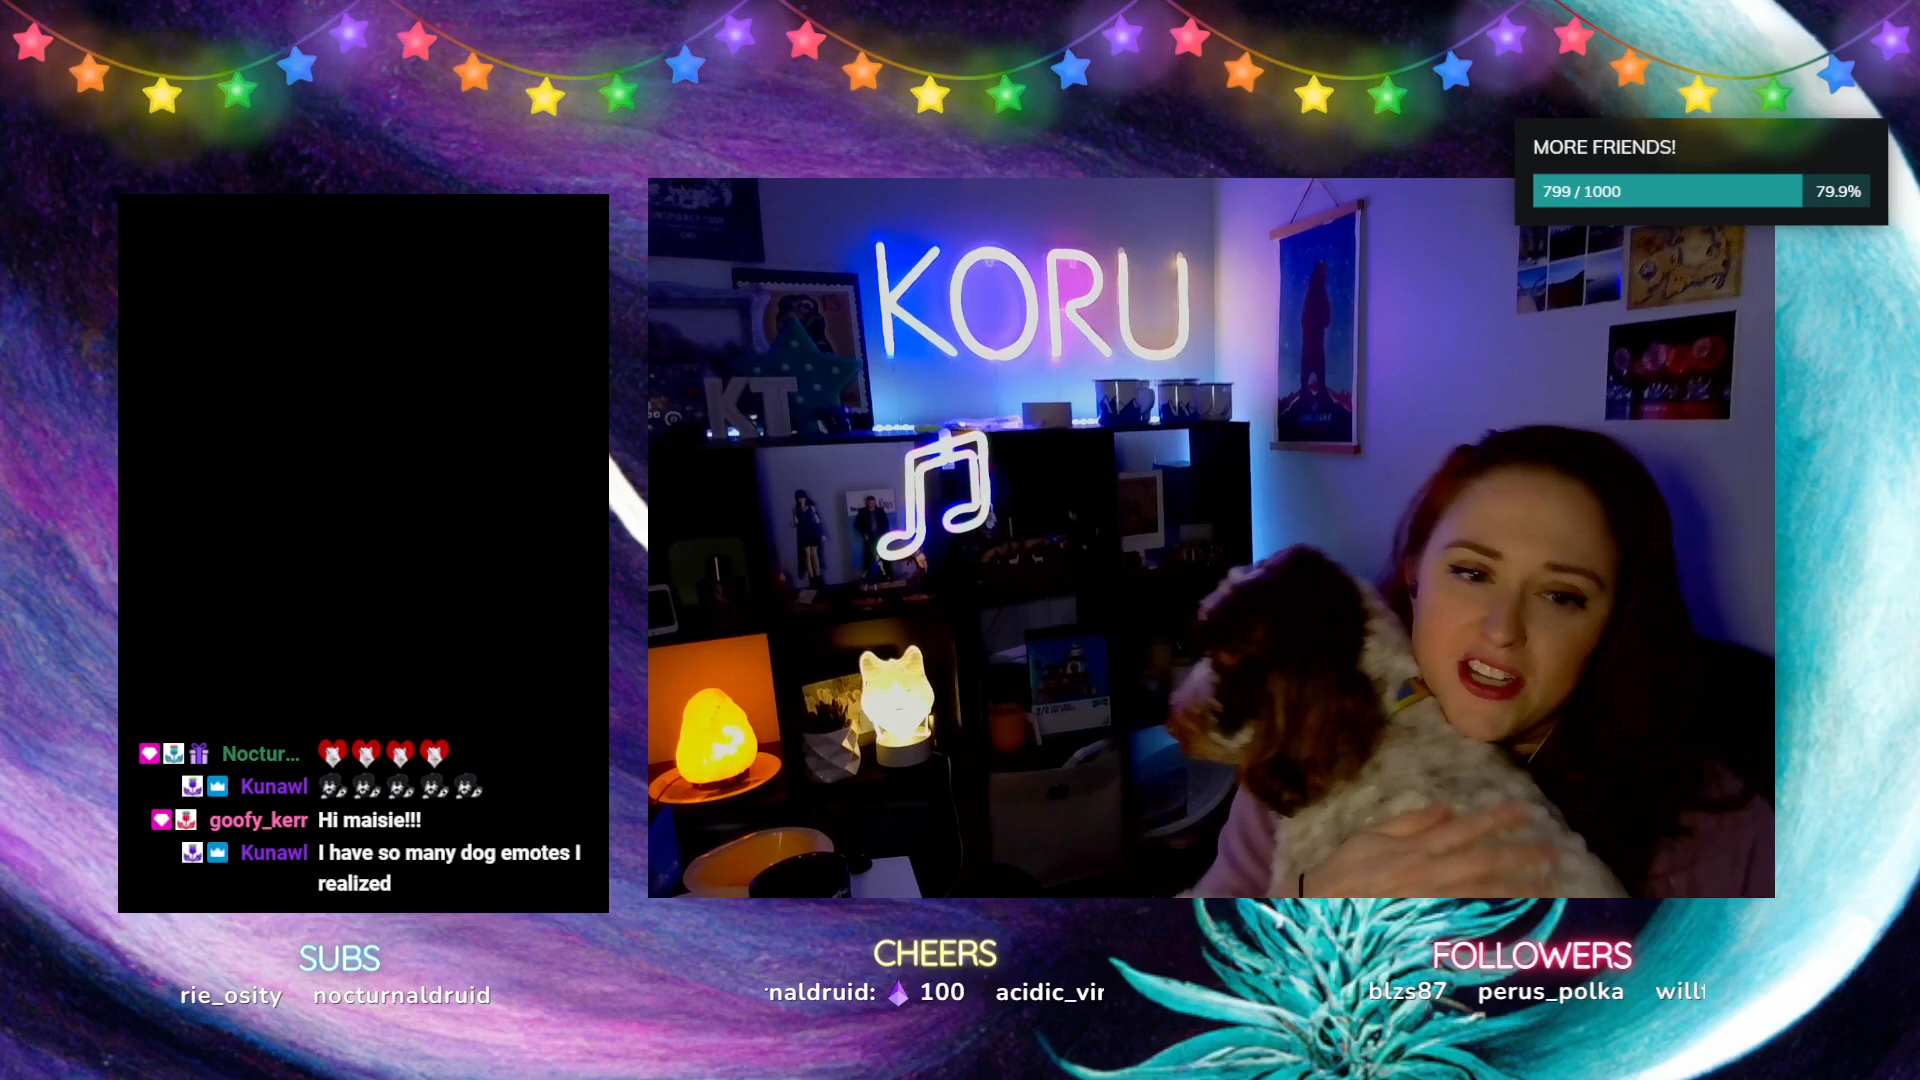 MORE FRIENDS!
799 / 1000 79.9%
KORU
KT
Noctur...
Kunawl
goofy_kerr Hi maisie!!!
Kunawl I have so many dog emotes I
realized
SUBS
rie_osity nocturnaldruid
CHEERS
naldruid: 100 acidic_vir
FOLLOWERS
blzs87 perus_polka will